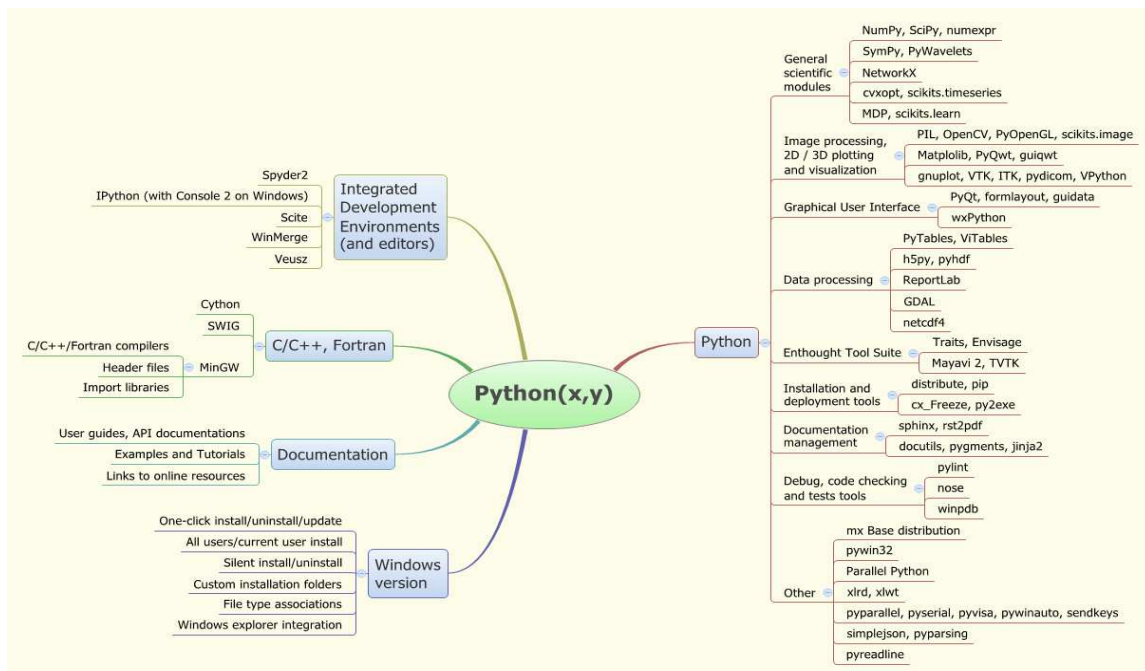 Python(x,y)
Integrated
Development
Environments
(and editors)
Spyder2
IPython (with Console 2 on Windows)
Scite
WinMerge
Veusz
C/C++, Fortran
Cython
SWIG
MinGW
C/C++/Fortran compilers
Header files
Import libraries
Documentation
User guides, API documentations
Examples and Tutorials
Links to online resources
Windows
version
One-click install/uninstall/update
All users/current user install
Silent install/uninstall
Custom installation folders
File type associations
Windows explorer integration
Python
General
scientific
modules
NumPy, SciPy, numexpr
SymPy, PyWavelets
NetworkX
cvxopt, scikits.timeseries
MDP, scikits.learn
Image processing,
2D / 3D plotting
and visualization
PIL, OpenCV, PyOpenGL, scikits.image
Matplolib, PyQwt, guiqwt
gnuplot, VTK, ITK, pydicom, VPython
Graphical User Interface
PyQt, formlayout, guidata
wxPython
Data processing
PyTables, ViTables
h5py, pyhdf
ReportLab
GDAL
netcdf4
Enthought Tool Suite
Traits, Envisage
Mayavi 2, TVTK
Installation and
deployment tools
distribute, pip
cx_Freeze, py2exe
Documentation
management
sphinx, rst2pdf
docutils, pygments, jinja2
Debug, code checking
and tests tools
pylint
nose
winpdb
Other
mx Base distribution
pywin32
Parallel Python
xlrd, xlwt
pyparallel, pyserial, pyvisa, pywinauto, sendkeys
simplejson, pyparsing
pyreadline